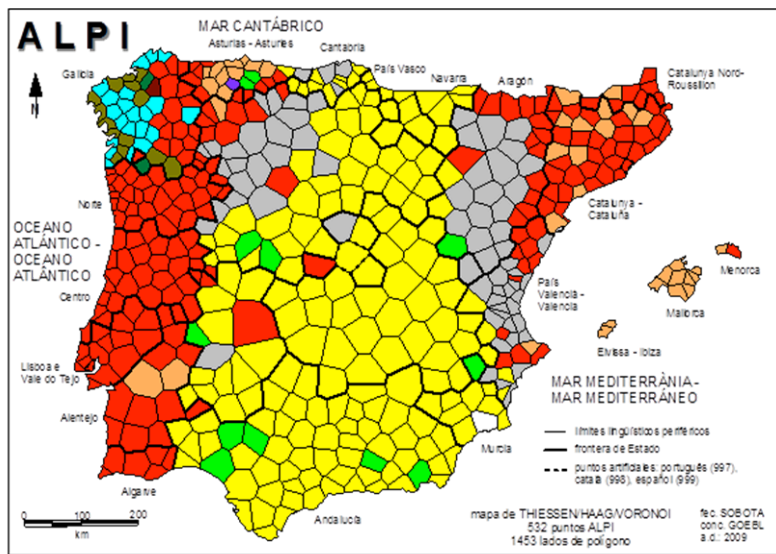 ALPI
MAR CANTÁBRICO
Asturias - Asturies
Cantabria
País Vasco
Galicia
Navarra
Aragón
Catalunya Nord-
Roussillon
N
Norte
OCEANO
ATLÁNTICO -
OCEANO
ATLÂNTICO
Centro
Catalunya -
Cataluña
Menorca
País
Valencià -
Valencia
Mallorca
Eivissa - Ibiza
Lisboa e
Vale do Tejo
Alentejo
MAR MEDITERRÀNIA -
MAR MEDITERRÁNEO
Murcia
límites lingüísticos periféricos
frontera de Estado
puntos artificiales: português (997),
català (998), español (999)
Algarve
Andalucía
0 100 200
km
mapa de THIESSEN/HAAG/VORONOI
532 puntos ALPI
1453 lados de polígono
fec. SOBOTA
conc. GOEBL
a.d.: 2009